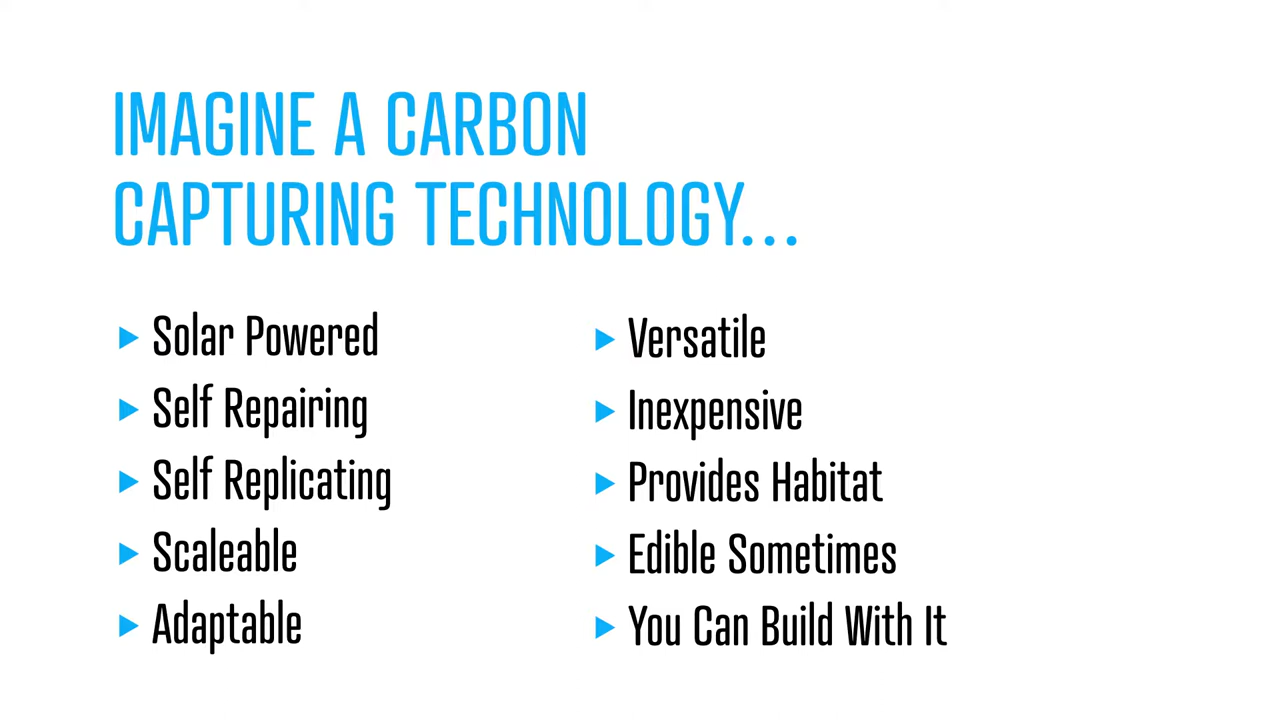 IMAGINE A CARBON
CAPTURING TECHNOLOGY...
Solar Powered
Self Repairing
Self Replicating
Scaleable
Adaptable
Versatile
Inexpensive
Provides Habitat
Edible Sometimes
You Can Build With It